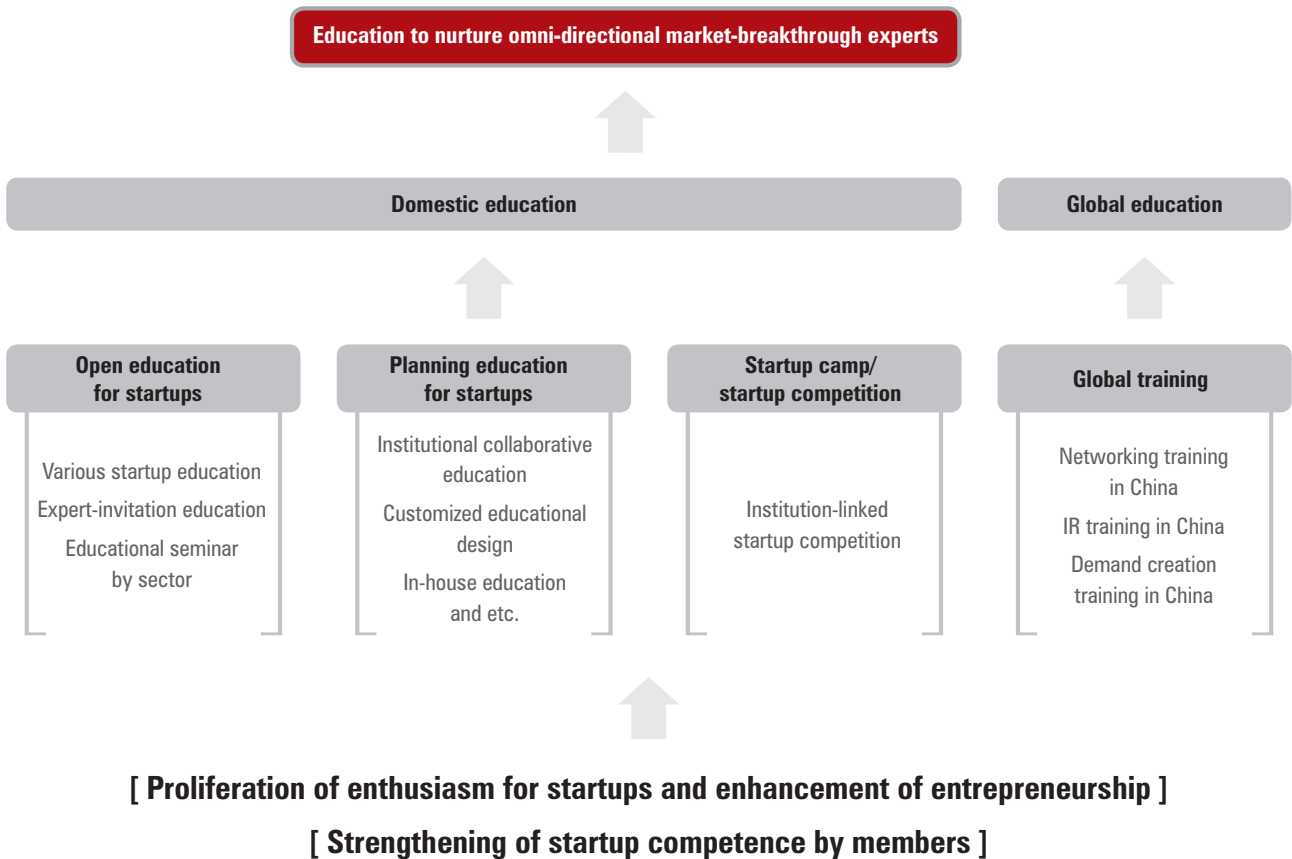 Education to nurture omni-directional market-breakthrough experts
Domestic education
Global education
Open education
for startups
Various startup education
Expert-invitation education
Educational seminar
by sector
Planning education
for startups
Institutional collaborative
education
Customized educational
design
In-house education
and etc.
Startup camp/
startup competition
Institution-linked
startup competition
Global training
Networking training
in China
IR training in China
Demand creation
training in China
[ Proliferation of enthusiasm for startups and enhancement of entrepreneurship ]
[ Strengthening of startup competence by members ]